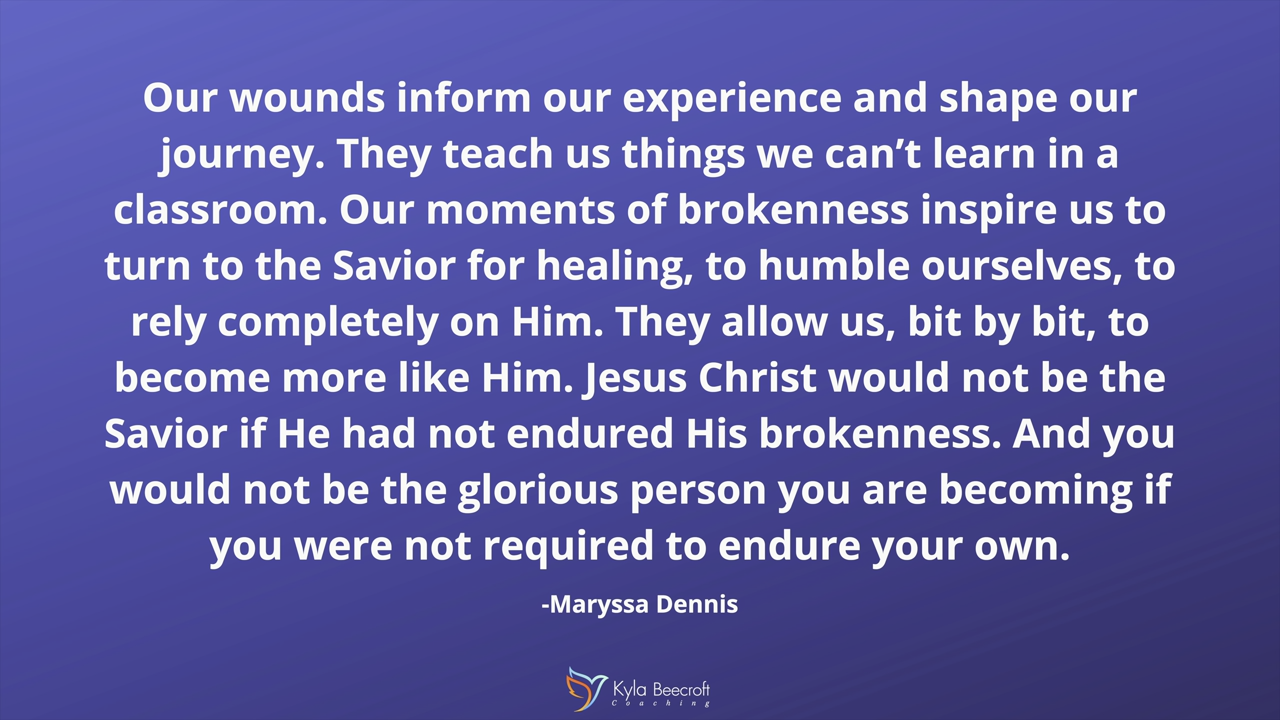 Our wounds inform our experience and shape our
journey. They teach us things we can’t learn in a
classroom. Our moments of brokenness inspire us to
turn to the Savior for healing, to humble ourselves, to
rely completely on Him. They allow us, bit by bit, to
become more like Him. Jesus Christ would not be the
Savior if He had not endured His brokenness. And you
would not be the glorious person you are becoming if
you were not required to endure your own.
-Maryssa Dennis
Kyla Beecroft
Coaching